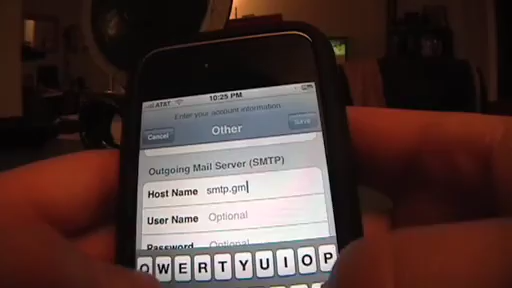 AT&T 10:25 PM
Enter your account information
Cancel Other Save
Outgoing Mail Server (SMTP)
Host Name smtp.gm
User Name Optional
Password Optional
Q W E R T Y U I O P